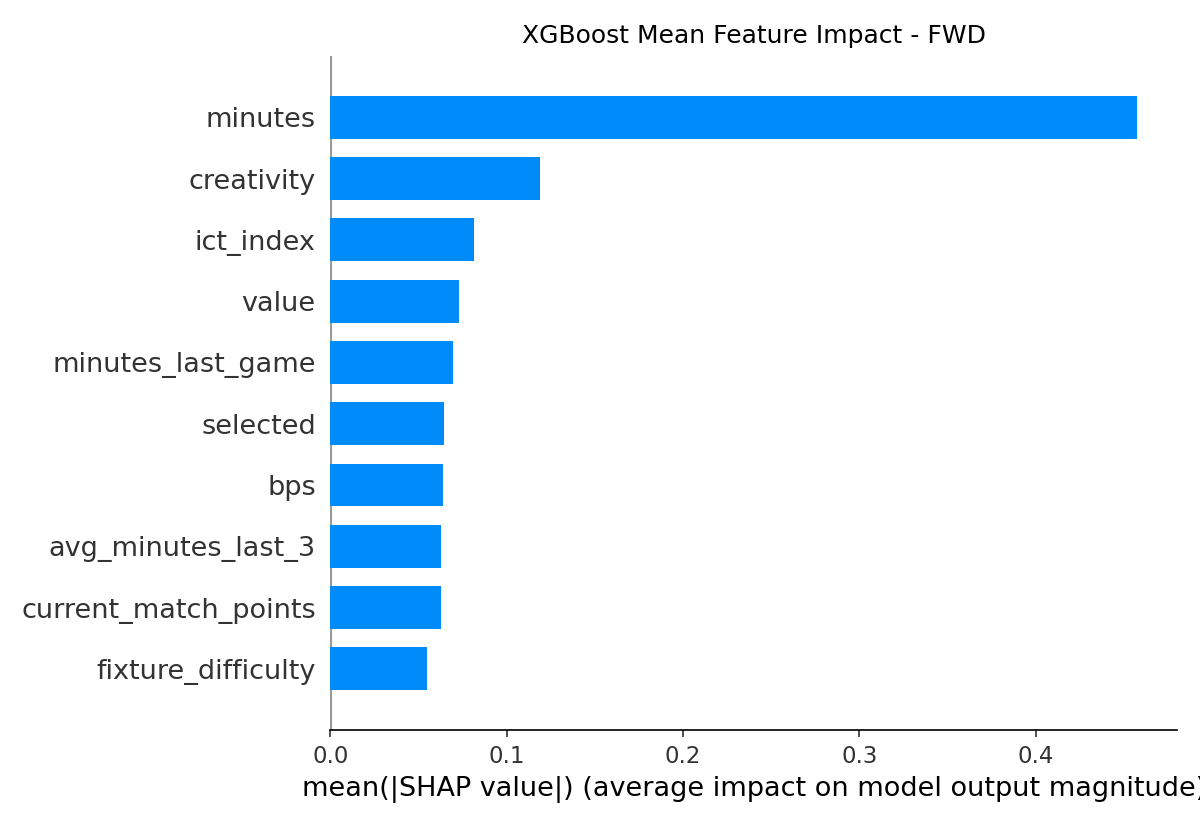 XGBoost Mean Feature Impact - FWD
minutes
creativity
ict_index
value
minutes_last_game
selected
bps
avg_minutes_last_3
current_match_points
fixture_difficulty
0.0 0.1 0.2 0.3 0.4
mean(|SHAP value|) (average impact on model output magnitude)